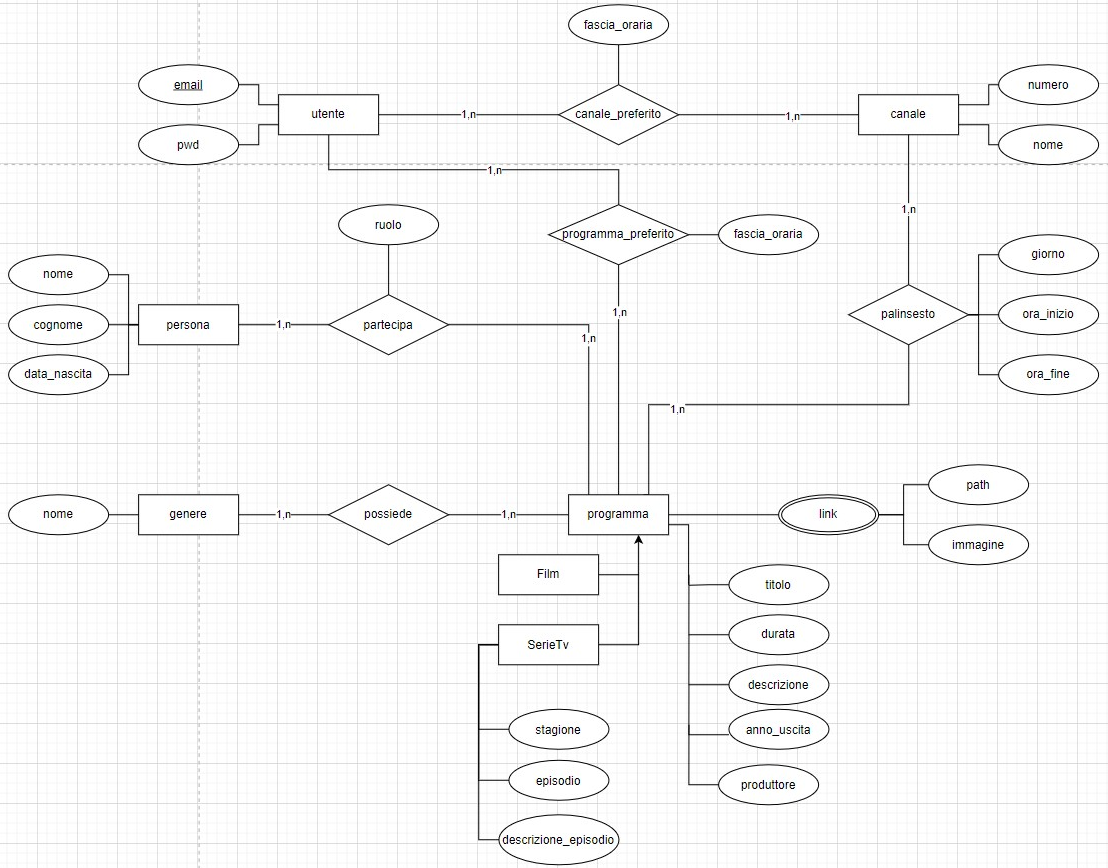 fascia_oraria
email
numero
utente
1,n
canale_preferito
1,n
canale
pwd
nome
1,n
1,n
ruolo
programma_preferito
fascia_oraria
nome
giorno
1,n
persona
cognome
1,n
partecipa
1,n
palinsesto
ora_inizio
data_nascita
ora_fine
1,n
path
nome
genere
1,n
possiede
1,n
programma
link
immagine
Film
titolo
durata
SerieTv
descrizione
stagione
anno_uscita
episodio
produttore
descrizione_episodio